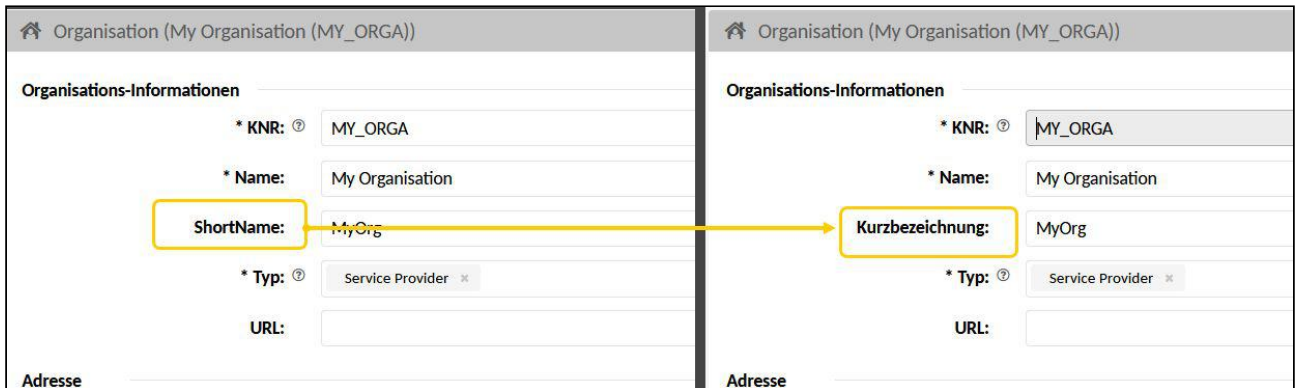 Organisation (My Organisation (MY_ORGA))
Organisations-Informationen
* KNR: MY_ORGA
* Name: My Organisation
ShortName: MyOrg
* Typ: Service Provider ×
URL:
Adresse
Organisation (My Organisation (MY_ORGA))
Organisations-Informationen
* KNR: MY_ORGA
* Name: My Organisation
Kurzbezeichnung: MyOrg
* Typ: Service Provider ×
URL:
Adresse